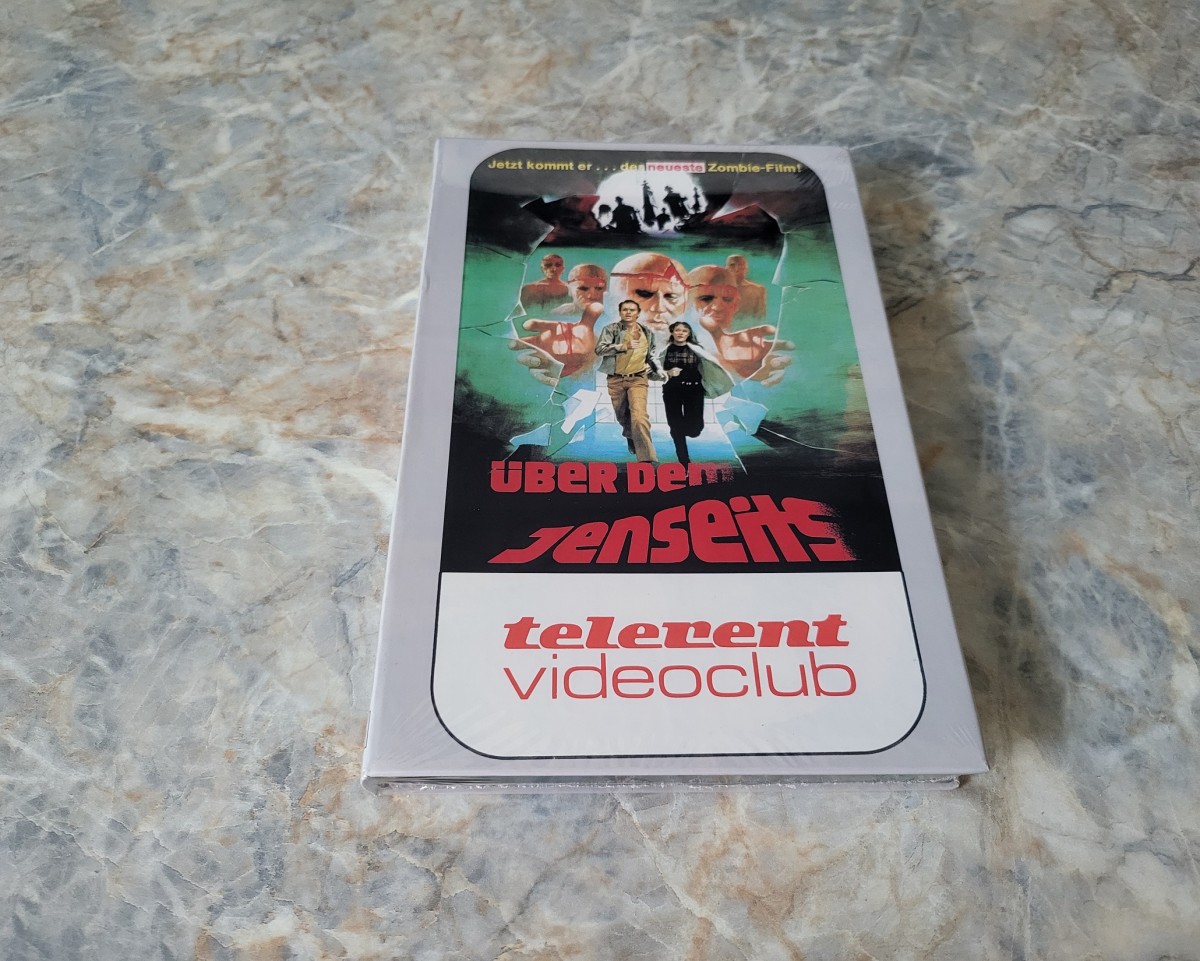 Jetzt kommt er . . . der neueste Zombie-Film!
ÜBER DEM
JENSEITS
telerent
videoclub